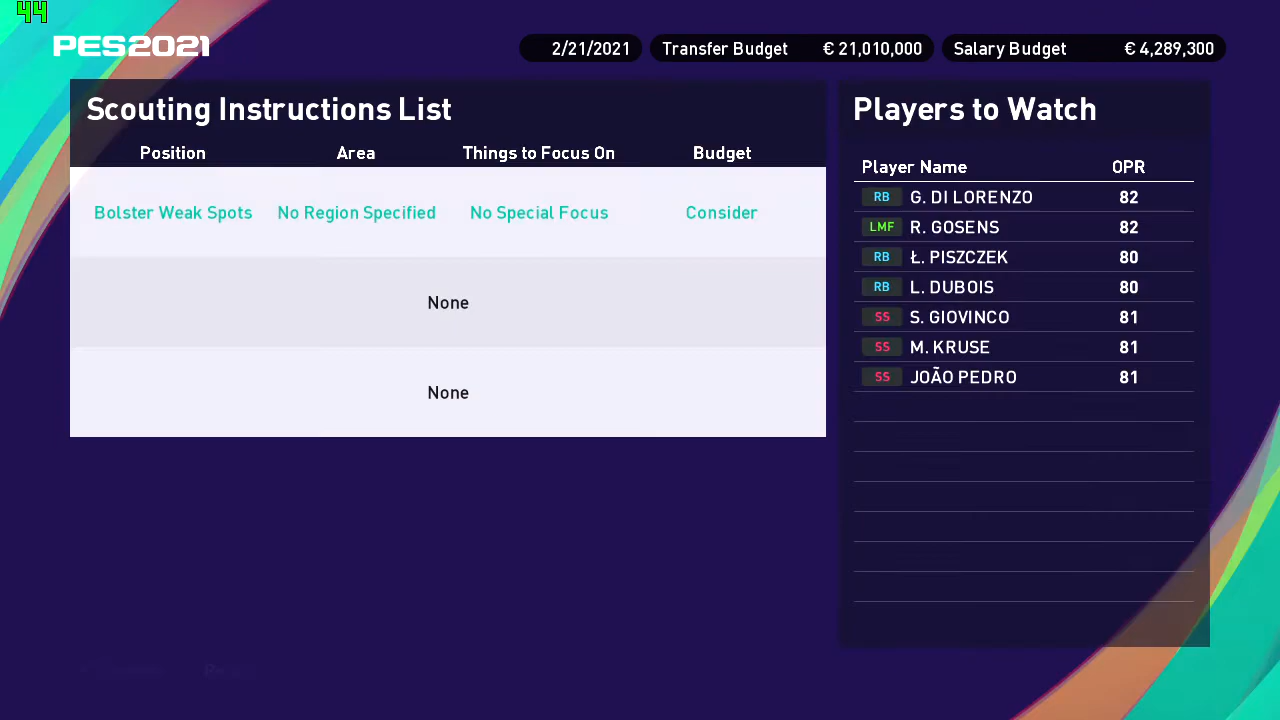 44
PES2021
2/21/2021 Transfer Budget € 21,010,000 Salary Budget € 4,289,300
Scouting Instructions List
Position Area Things to Focus On Budget
Bolster Weak Spots No Region Specified No Special Focus Consider
None
None
Players to Watch
Player Name OPR
RB G. DI LORENZO 82
LMF R. GOSENS 82
RB Ł. PISZCZEK 80
RB L. DUBOIS 80
SS S. GIOVINCO 81
SS M. KRUSE 81
SS JOÃO PEDRO 81